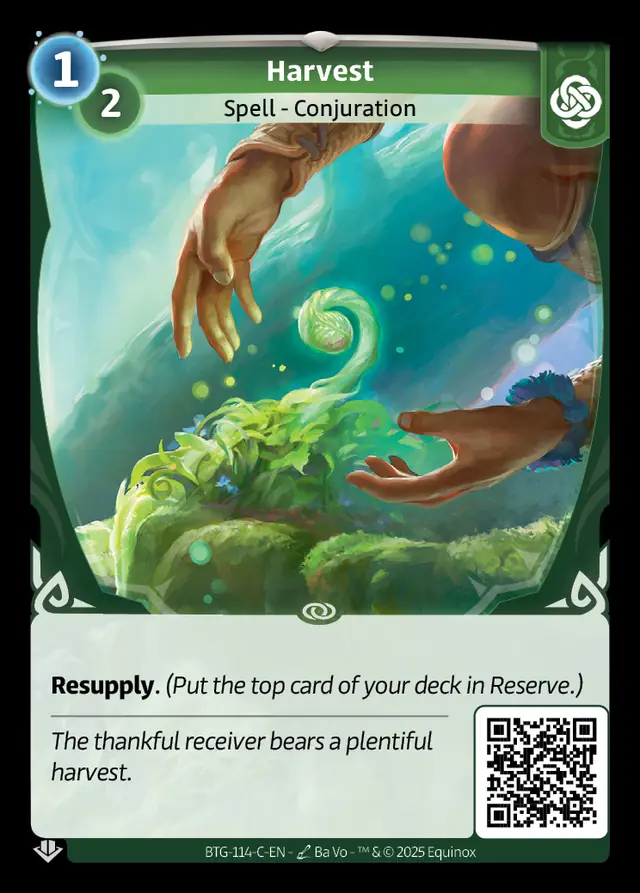 1
2
Harvest
Spell - Conjuration
Resupply. (Put the top card of your deck in Reserve.)
The thankful receiver bears a plentiful
harvest.
BTG-114-C-EN - Ba Vo - ™ & © 2025 Equinox